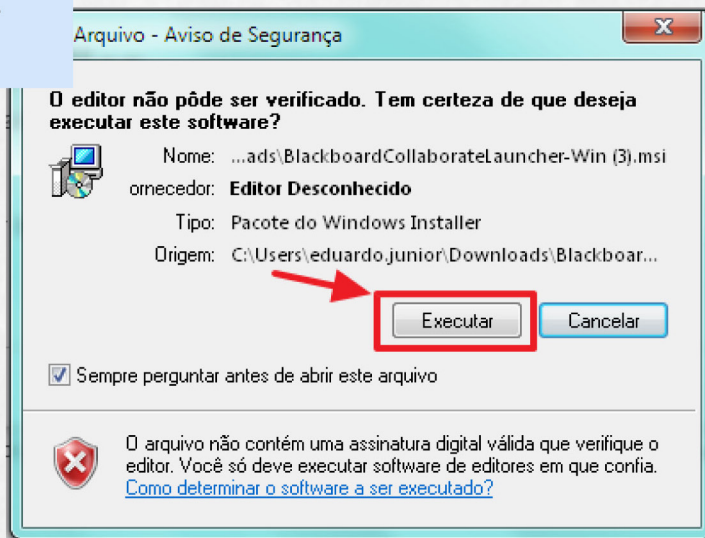 Arquivo - Aviso de Segurança
O editor não pôde ser verificado. Tem certeza de que deseja
executar este software?
Nome: ...ads\BlackboardCollaborateLauncher-Win (3).msi
ornecedor: Editor Desconhecido
Tipo: Pacote do Windows Installer
Origem: C:\Users\eduardo.junior\Downloads\Blackboar...
Executar Cancelar
Sempre perguntar antes de abrir este arquivo
O arquivo não contém uma assinatura digital válida que verifique o
editor. Você só deve executar software de editores em que confia.
Como determinar o software a ser executado?